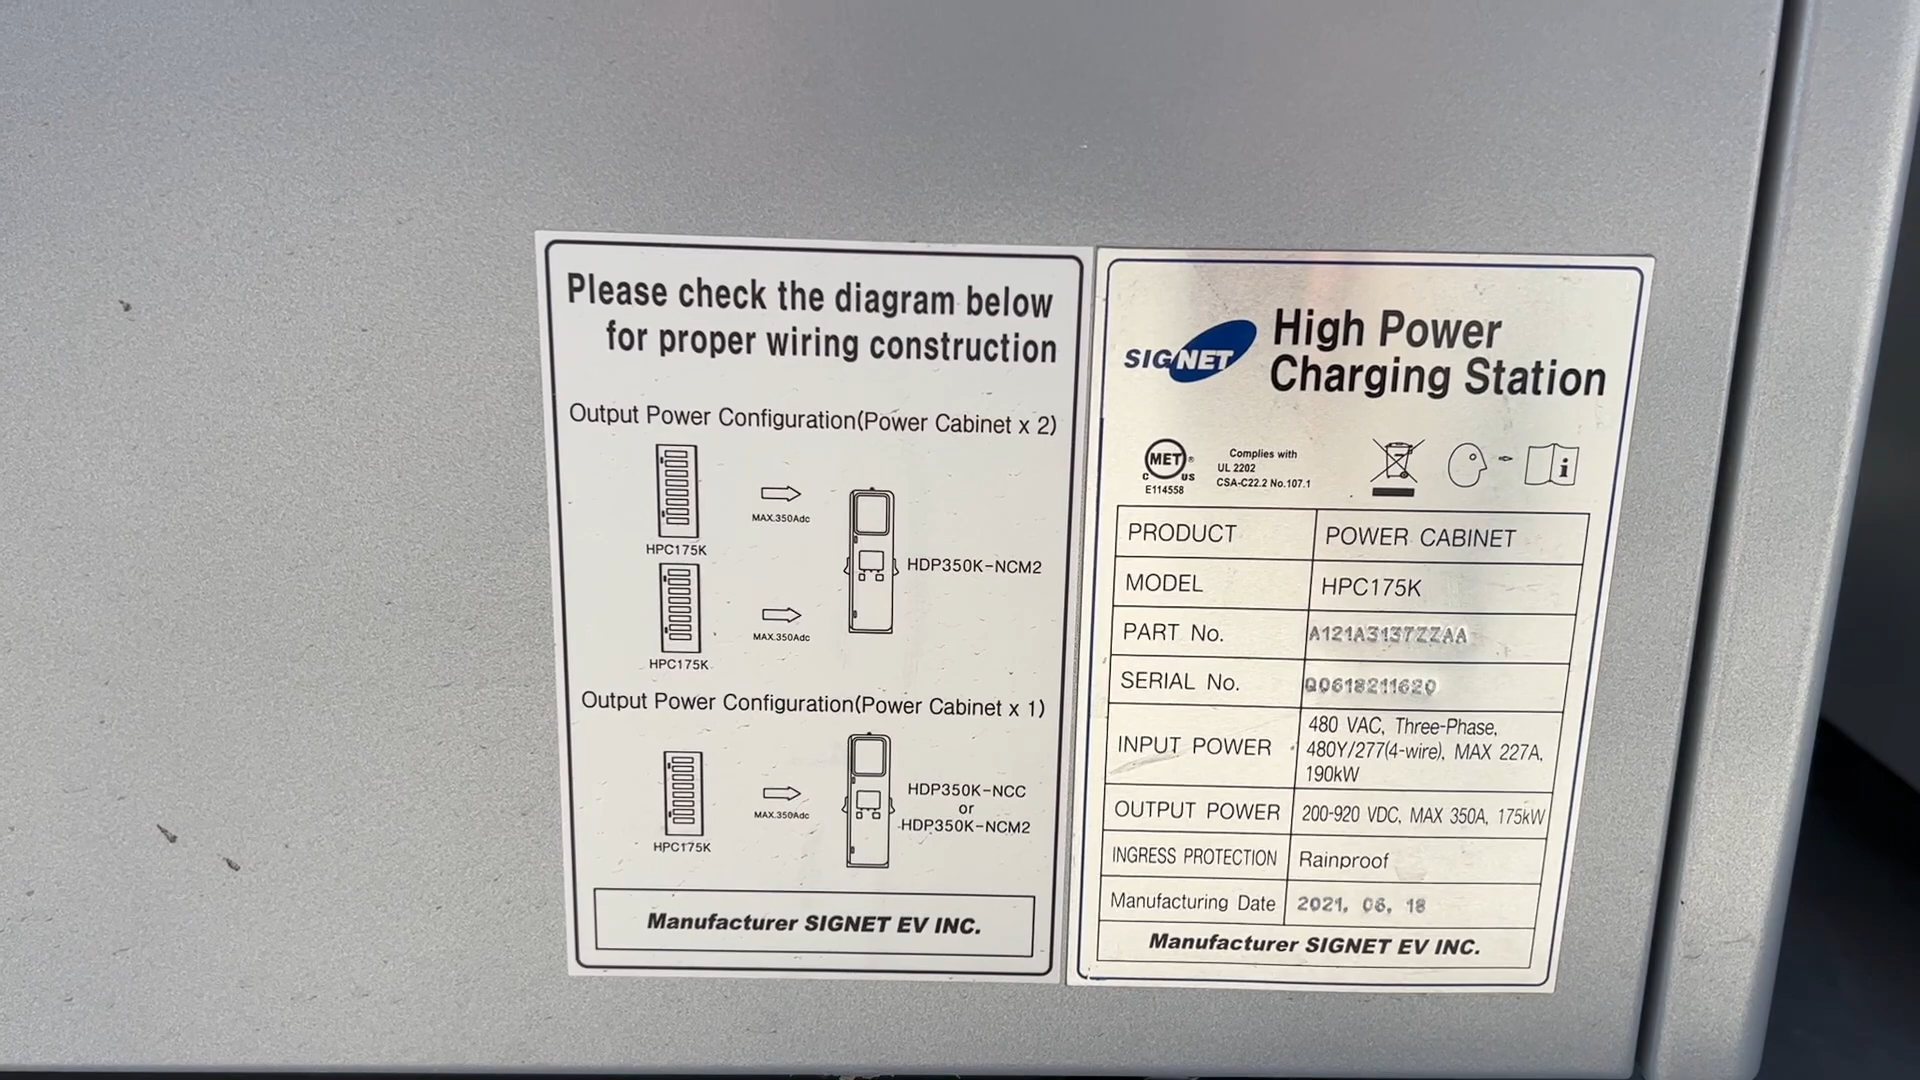 Please check the diagram below
for proper wiring construction
Output Power Configuration(Power Cabinet x 2)
HPC175K
MAX.350Adc
HDP350K-NCM2
HPC175K
MAX.350Adc
Output Power Configuration(Power Cabinet x 1)
HPC175K
MAX.350Adc
HDP350K-NCC
or
HDP350K-NCM2
Manufacturer SIGNET EV INC.
SIGNET
High Power
Charging Station
MET®
C US
E114558
Complies with
UL 2202
CSA-C22.2 No.107.1
i
PRODUCT POWER CABINET
MODEL HPC175K
PART No. A121A3137ZZAA
SERIAL No. Q0618211620
INPUT POWER 480 VAC, Three-Phase,
480Y/277(4-wire), MAX 227A,
190kW
OUTPUT POWER 200-920 VDC, MAX 350A, 175kW
INGRESS PROTECTION Rainproof
Manufacturing Date 2021. 06. 18
Manufacturer SIGNET EV INC.